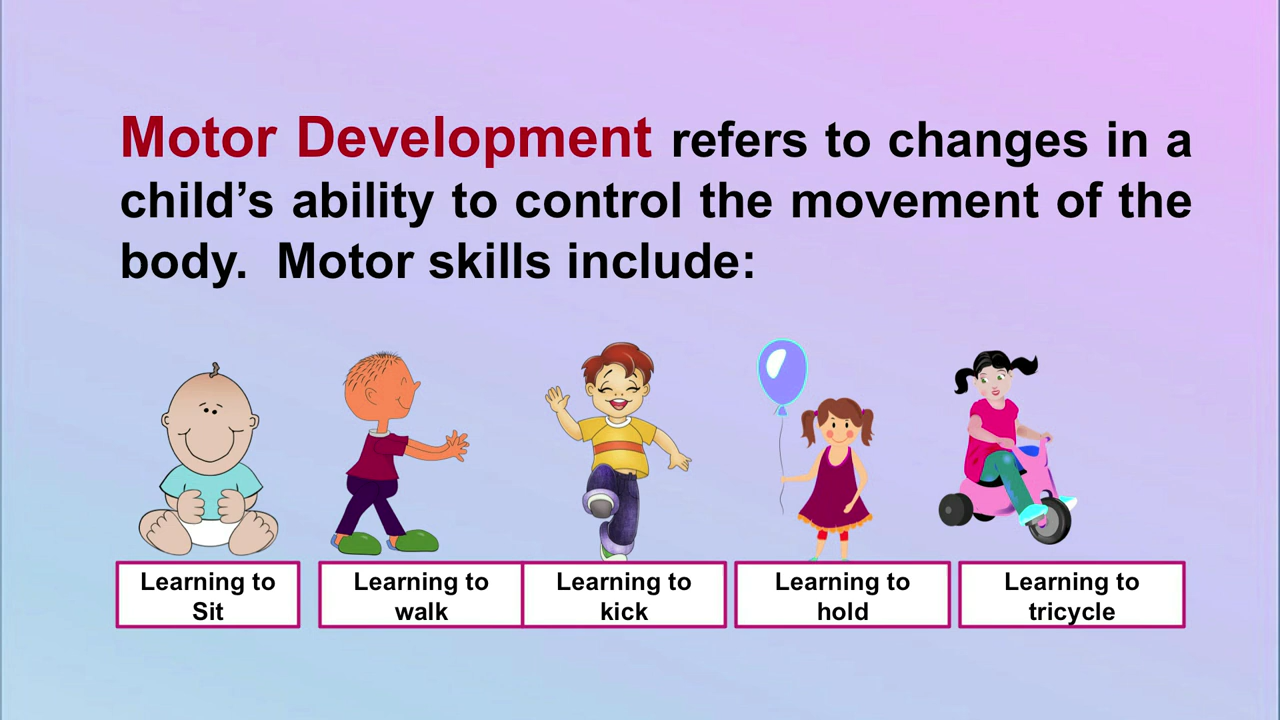 Motor Development refers to changes in a
child’s ability to control the movement of the
body.  Motor skills include:
Learning to
Sit
Learning to
walk
Learning to
kick
Learning to
hold
Learning to
tricycle